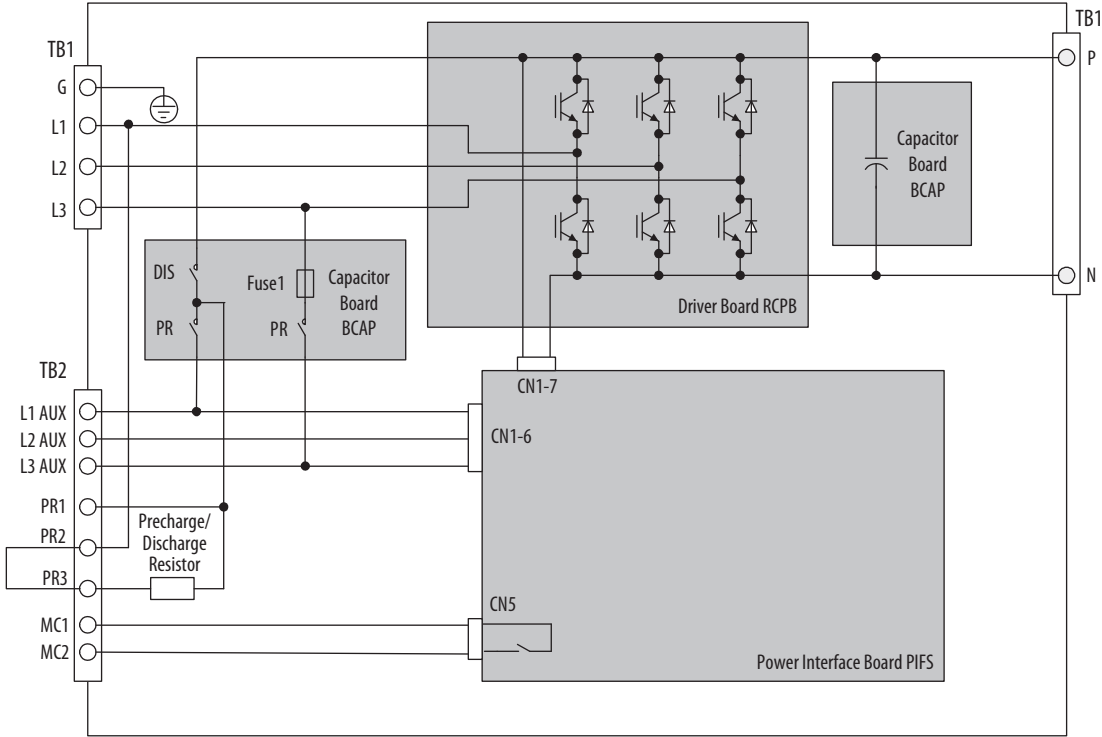 TB1
TB1
G
P
L1
Capacitor
Board
BCAP
L2
L3
N
DIS
Fuse1
Capacitor
Board
BCAP
Driver Board RCPB
PR
PR
TB2
CN1-7
L1 AUX
L2 AUX
CN1-6
L3 AUX
PR1
Precharge/
Discharge
Resistor
PR2
PR3
CN5
MC1
MC2
Power Interface Board PIFS